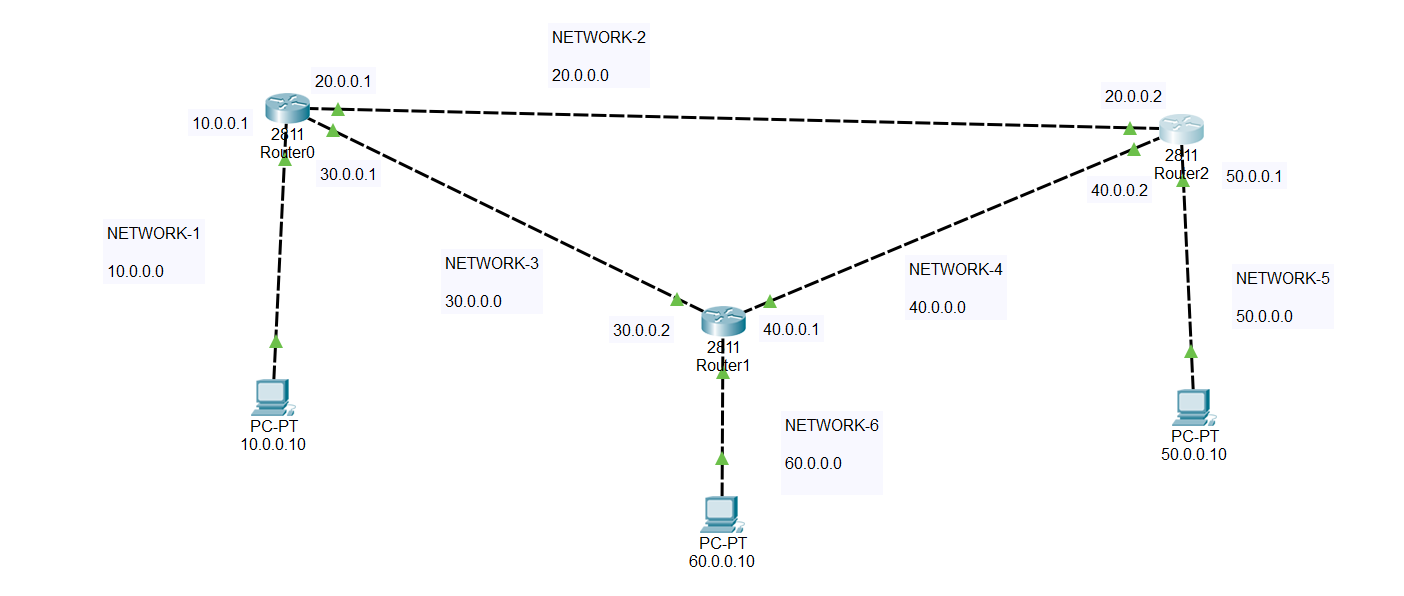 NETWORK-2
20.0.0.0
20.0.0.1
20.0.0.2
10.0.0.1
2811
Router0
30.0.0.1
2811
Router2
40.0.0.2
50.0.0.1
NETWORK-1
10.0.0.0
NETWORK-3
30.0.0.0
NETWORK-4
40.0.0.0
NETWORK-5
50.0.0.0
30.0.0.2
40.0.0.1
2811
Router1
PC-PT
10.0.0.10
NETWORK-6
60.0.0.0
PC-PT
50.0.0.10
PC-PT
60.0.0.10